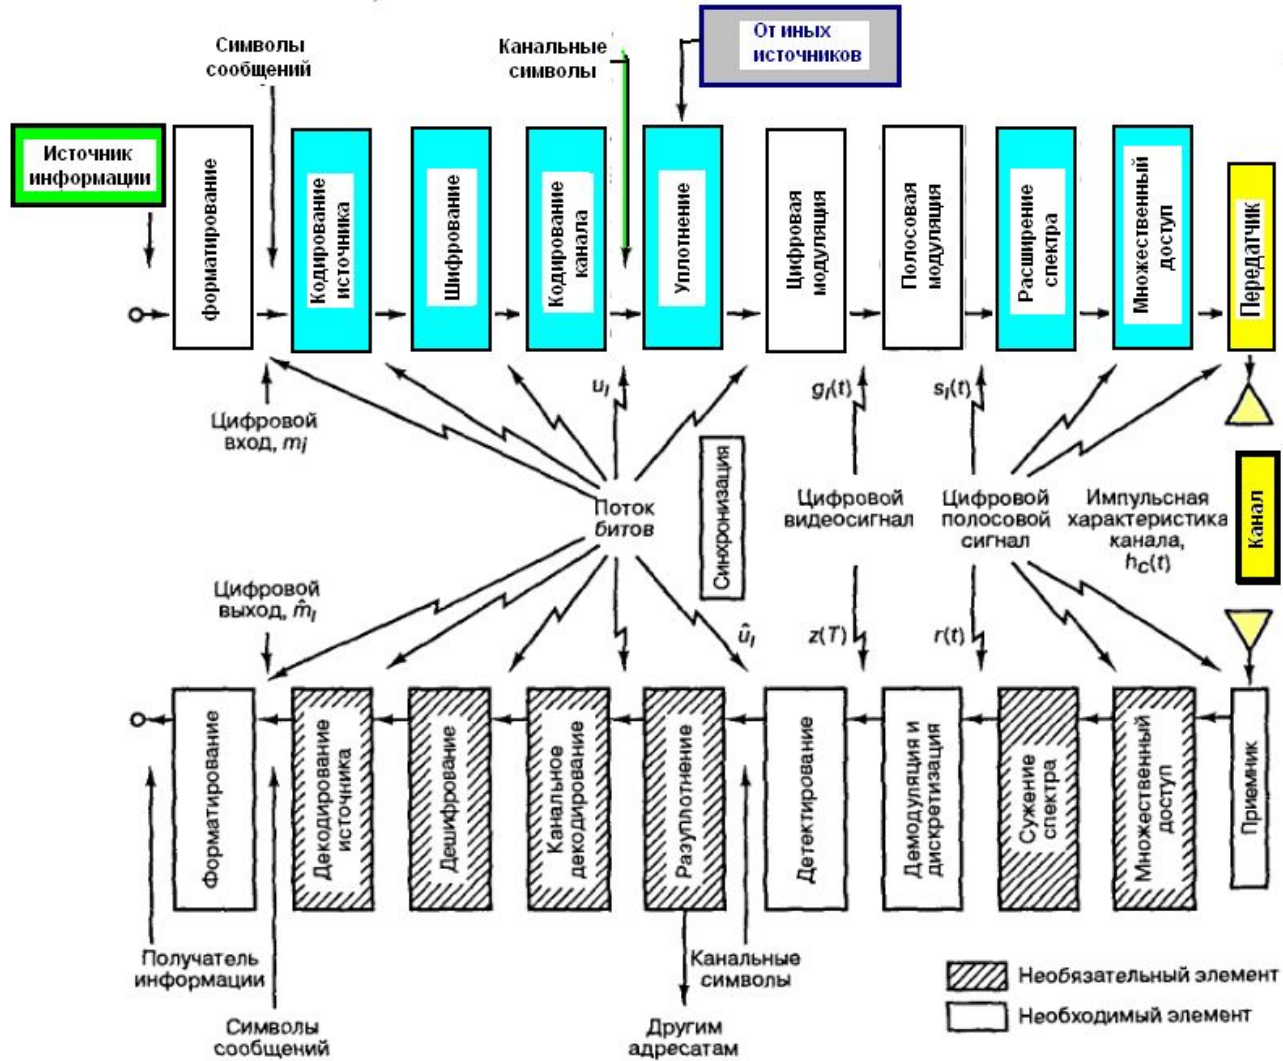 Символы
сообщений
Канальные
символы
От иных
источников
Источник
информации
форматирование
Кодирование
источника
Шифрование
Кодирование
канала
Уплотнение
Цифровая
модуляция
Полосовая
модуляция
Расширение
спектра
Множественный
доступ
Передатчик
Цифровой
вход, mᵢ
uᵢ
gᵢ(t)
sᵢ(t)
Поток
битов
Синхронизация
Цифровой
видеосигнал
Цифровой
полосовой
сигнал
Импульсная
характеристика
канала,
h_C(t)
Канал
Цифровой
выход, m̂ᵢ
ûᵢ
z(T)
r(t)
Форматирование
Декодирование
источника
Дешифрование
Канальное
декодирование
Разуплотнение
Детектирование
Демодуляция и
дискретизация
Сужение
спектра
Множественный
доступ
Приемник
Получатель
информации
Символы
сообщений
Канальные
символы
Другим
адресатам
Необязательный элемент
Необходимый элемент